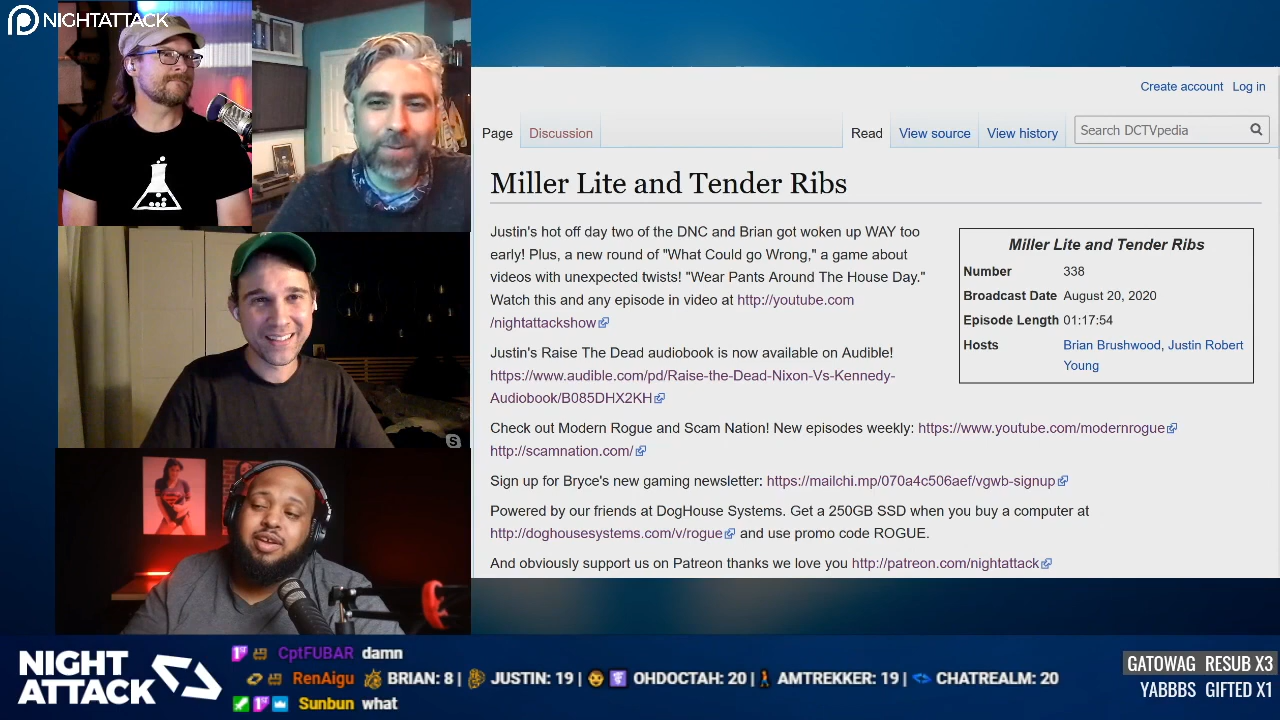 NIGHTATTACK
Create account Log in
Page Discussion Read View source View history Search DCTVpedia
Miller Lite and Tender Ribs
Justin's hot off day two of the DNC and Brian got woken up WAY too
early! Plus, a new round of "What Could go Wrong," a game about
videos with unexpected twists! "Wear Pants Around The House Day."
Watch this and any episode in video at http://youtube.com
/nightattackshow
Miller Lite and Tender Ribs
Number 338
Broadcast Date August 20, 2020
Episode Length 01:17:54
Hosts Brian Brushwood, Justin Robert
Young
Justin's Raise The Dead audiobook is now available on Audible!
https://www.audible.com/pd/Raise-the-Dead-Nixon-Vs-Kennedy-
Audiobook/B085DHX2KH
Check out Modern Rogue and Scam Nation! New episodes weekly: https://www.youtube.com/modernrogue
http://scamnation.com/
Sign up for Bryce's new gaming newsletter: https://mailchi.mp/070a4c506aef/vgwb-signup
Powered by our friends at DogHouse Systems. Get a 250GB SSD when you buy a computer at
http://doghousesystems.com/v/rogue and use promo code ROGUE.
And obviously support us on Patreon thanks we love you http://patreon.com/nightattack
NIGHT
ATTACK
CptFUBAR damn
RenAigu BRIAN: 8 | JUSTIN: 19 | OHDOCTAH: 20 | AMTREKKER: 19 | CHATREALM: 20
Sunbun what
GATOWAG RESUB X3
YABBBS GIFTED X1